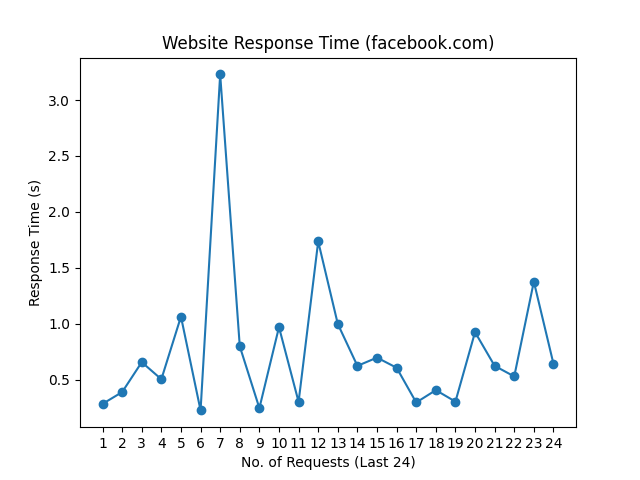 Website Response Time (facebook.com)
3.0
2.5
2.0
1.5
1.0
0.5
Response Time (s)
1 2 3 4 5 6 7 8 9 10 11 12 13 14 15 16 17 18 19 20 21 22 23 24
No. of Requests (Last 24)